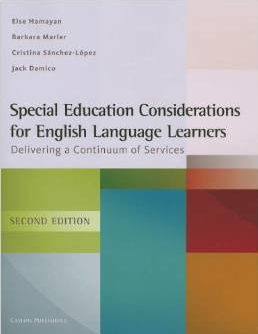 Else Hamayan
Barbara Marler
Cristina Sánchez-López
Jack Damico
Special Education Considerations
for English Language Learners
Delivering a Continuum of Services
SECOND EDITION
Caslon Publishing